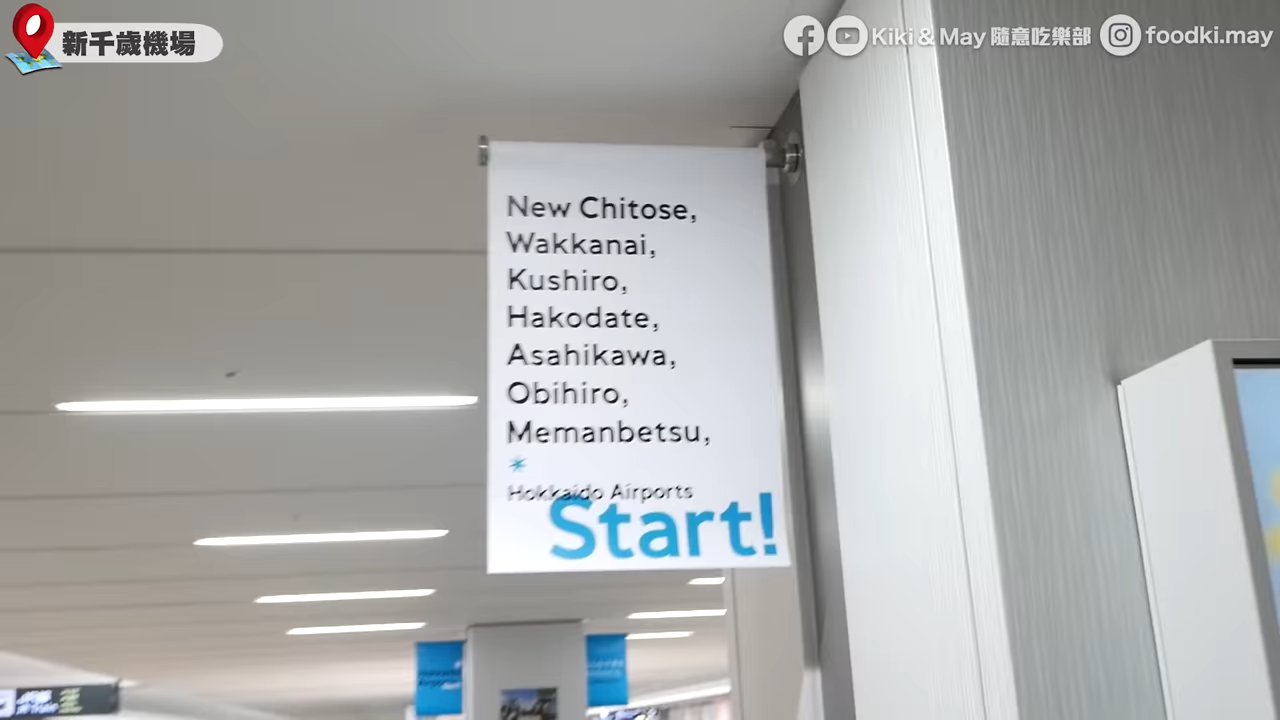 新千歲機場
Kiki & May 隨意吃樂部
foodki.may
New Chitose,
Wakkanai,
Kushiro,
Hakodate,
Asahikawa,
Obihiro,
Memanbetsu,
*
Hokkaido Airports
Start!